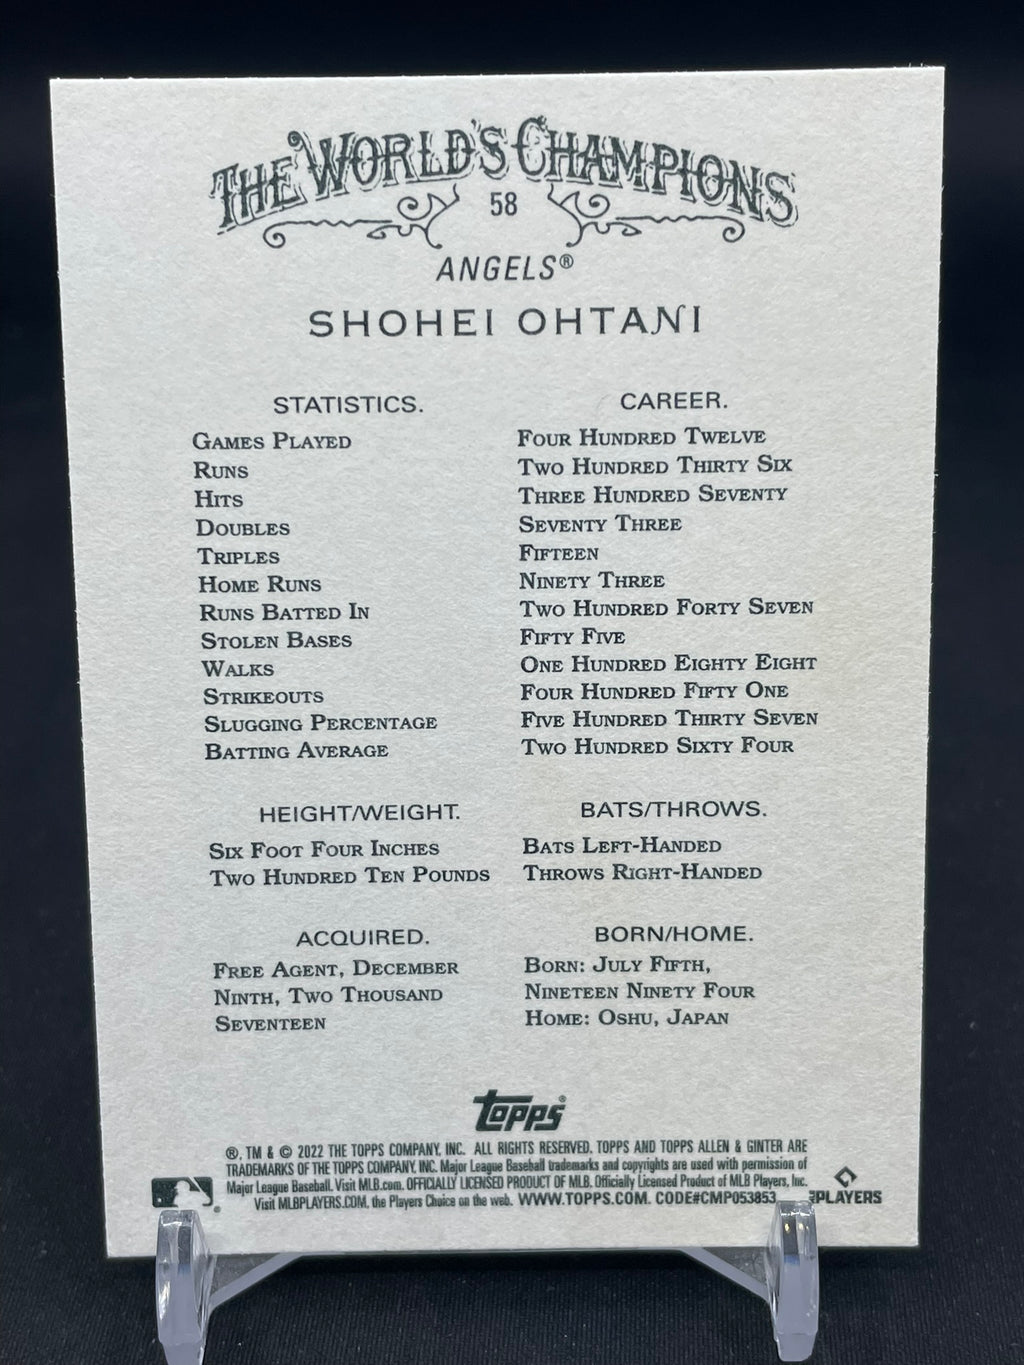 THE WORLD'S CHAMPIONS
58
ANGELS®
SHOHEI OHTANI
STATISTICS. CAREER.
GAMES PLAYED FOUR HUNDRED TWELVE
RUNS TWO HUNDRED THIRTY SIX
HITS THREE HUNDRED SEVENTY
DOUBLES SEVENTY THREE
TRIPLES FIFTEEN
HOME RUNS NINETY THREE
RUNS BATTED IN TWO HUNDRED FORTY SEVEN
STOLEN BASES FIFTY FIVE
WALKS ONE HUNDRED EIGHTY EIGHT
STRIKEOUTS FOUR HUNDRED FIFTY ONE
SLUGGING PERCENTAGE FIVE HUNDRED THIRTY SEVEN
BATTING AVERAGE TWO HUNDRED SIXTY FOUR
HEIGHT/WEIGHT.
SIX FOOT FOUR INCHES
TWO HUNDRED TEN POUNDS
BATS/THROWS.
BATS LEFT-HANDED
THROWS RIGHT-HANDED
ACQUIRED.
FREE AGENT, DECEMBER
NINTH, TWO THOUSAND
SEVENTEEN
BORN/HOME.
BORN: JULY FIFTH,
NINETEEN NINETY FOUR
HOME: OSHU, JAPAN
Topps®
®, TM & © 2022 THE TOPPS COMPANY, INC. ALL RIGHTS RESERVED. TOPPS AND TOPPS ALLEN & GINTER ARE
TRADEMARKS OF THE TOPPS COMPANY, INC. Major League Baseball trademarks and copyrights are used with permission of
Major League Baseball. Visit MLB.com. OFFICIALLY LICENSED PRODUCT OF MLB. Officially Licensed Product of MLB Players, Inc.
Visit MLBPLAYERS.COM, the Players Choice on the web. WWW.TOPPS.COM. CODE#CMP053853
PLAYERS